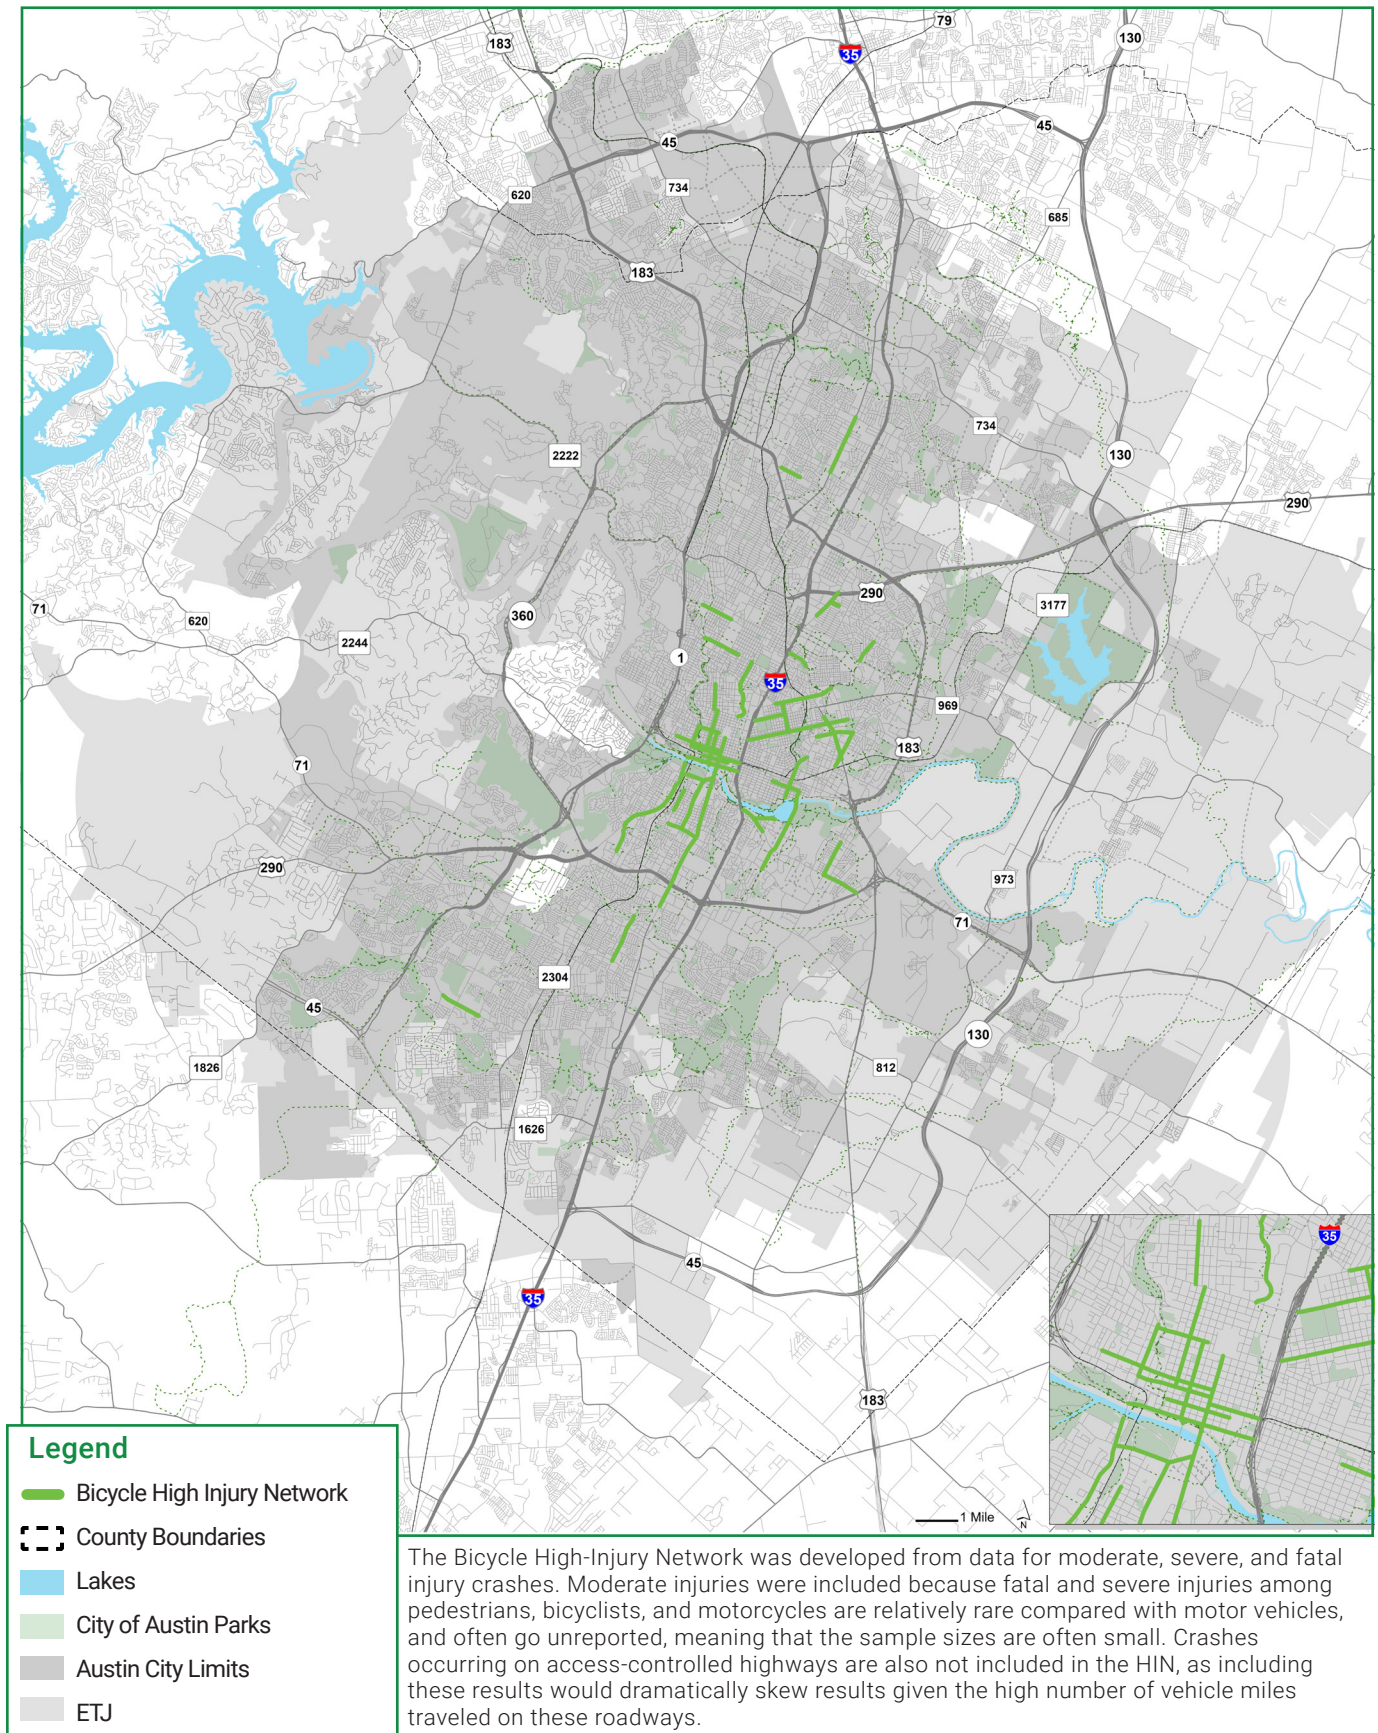 183
79
35
130
45
45
620
734
685
183
734
2222
130
290
71
620
2244
360
290
3177
1
35
969
183
71
290
973
71
2304
45
130
1826
812
1626
45
35
35
183
1 Mile
N
Legend
Bicycle High Injury Network
County Boundaries
Lakes
City of Austin Parks
Austin City Limits
ETJ
The Bicycle High-Injury Network was developed from data for moderate, severe, and fatal
injury crashes. Moderate injuries were included because fatal and severe injuries among
pedestrians, bicyclists, and motorcycles are relatively rare compared with motor vehicles,
and often go unreported, meaning that the sample sizes are often small. Crashes
occurring on access-controlled highways are also not included in the HIN, as including
these results would dramatically skew results given the high number of vehicle miles
traveled on these roadways.